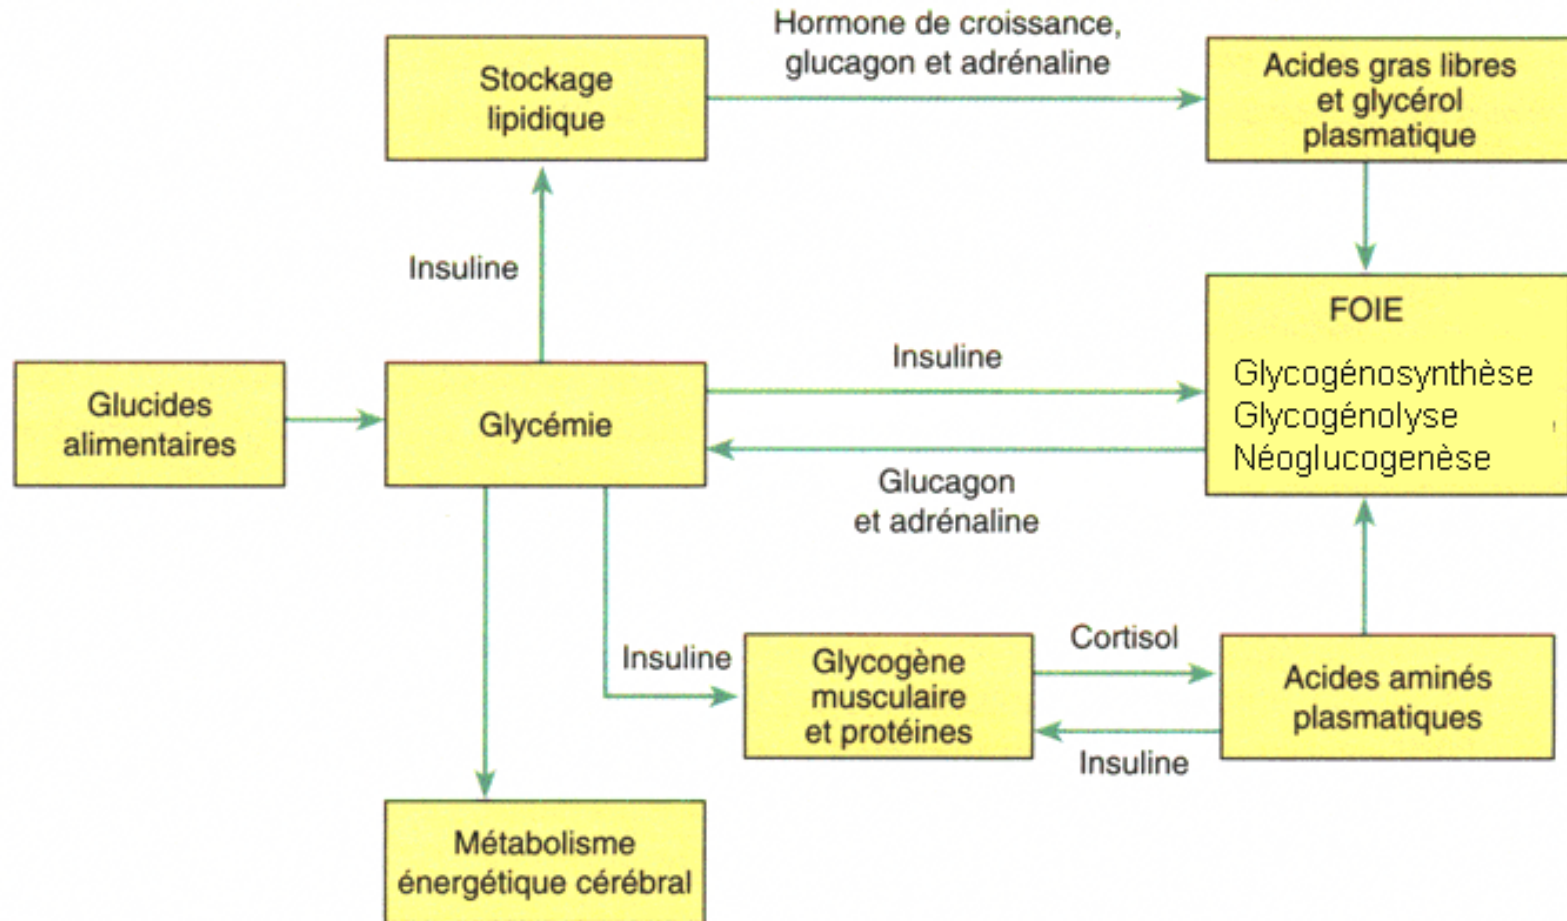 Hormone de croissance,
glucagon et adrénaline
Stockage
lipidique
Acides gras libres
et glycérol
plasmatique
Insuline
FOIE
Glycogénosynthèse
Glycogénolyse
Néoglucogenèse
Insuline
Glucides
alimentaires
Glycémie
Glucagon
et adrénaline
Insuline
Glycogène
musculaire
et protéines
Cortisol
Insuline
Acides aminés
plasmatiques
Métabolisme
énergétique cérébral